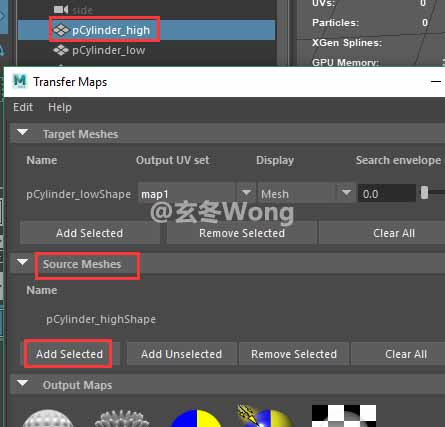 side
pCylinder_high
pCylinder_low
Particles: 0
XGen Splines:
GPU Memory:
Transfer Maps
Edit Help
Target Meshes
Name Output UV set Display Search envelope
pCylinder_lowShape map1 Mesh 0.0
@玄冬Wong
Add Selected Remove Selected Clear All
Source Meshes
Name
pCylinder_highShape
Add Selected Add Unselected Remove Selected Clear All
Output Maps